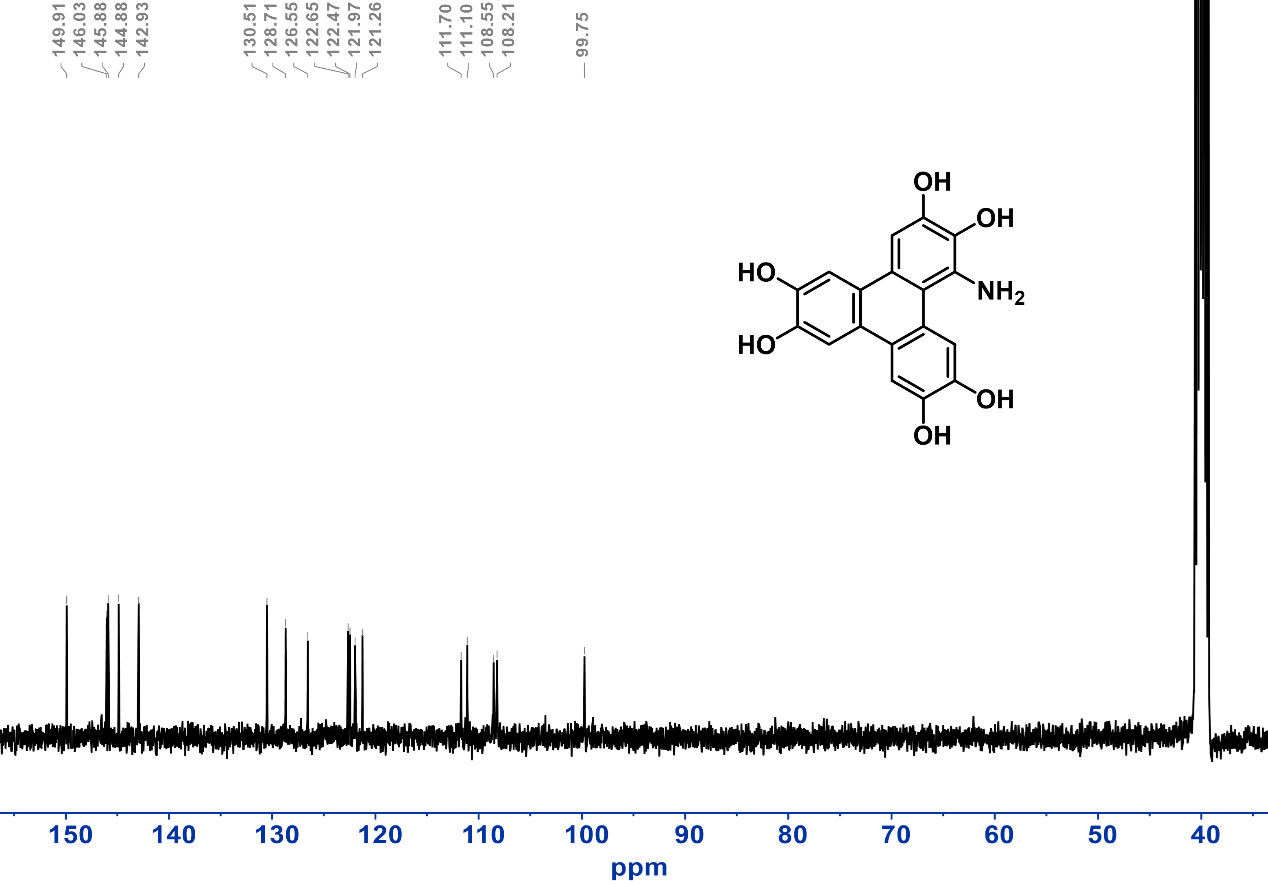 149.91
146.03
145.88
144.88
142.93
130.51
128.71
126.55
122.65
122.47
121.97
121.26
111.70
111.10
108.55
108.21
99.75
OH
OH
HO
NH2
HO
OH
OH
150 140 130 120 110 100 90 80 70 60 50 40
ppm